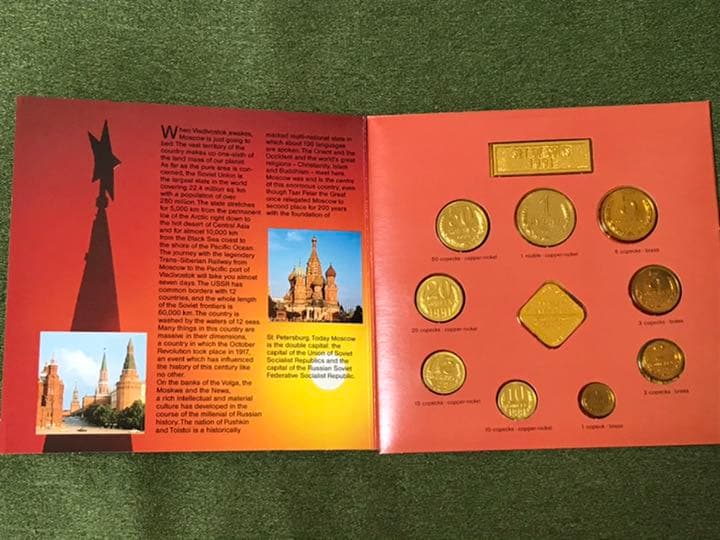 When Vladivostok awakes,
Moscow is just going to
bed. The vast territory of the
country makes up one-sixth of
the land mass of our planet.
As far as the pure area is con-
cerned, the Soviet Union is
the largest state in the world
covering 22.4 million sq. km
with a population of over
280 million. The state stretches
for 5,000 km from the permanent
ice of the Arctic right down to
the hot desert of Central Asia
and for almost 10,000 km
from the Black Sea coast to
the shore of the Pacific Ocean.
The journey with the legendary
Trans-Siberian Railway from
Moscow to the Pacific port of
Vladivostok will take you almost
seven days. The USSR has
common borders with 12
countries, and the whole length
of the Soviet frontiers is
60,000 km. The country is
washed by the waters of 12 seas.
Many things in this country are
massive in their dimensions,
a country in which the October
Revolution took place in 1917,
an event which has influenced
the history of this century like
no other.
On the banks of the Volga, the
Moskwa and the Newa,
a rich intellectual and material
culture has developed in the
course of the millenial of Russian
history. The nation of Pushkin
and Tolstoi is a historically
mixed multi-national state in
which about 100 languages
are spoken. The Orient and the
Occident and the world's great
religions – Christianity, Islam
and Buddhism – meet here.
Moscow was and is the centre
of this enormous country, even
though Tsar Peter the Great
once relegated Moscow to
second place for 200 years
with the foundation of
St. Petersburg. Today Moscow
is the double capital: the
capital of the Union of Soviet
Socialist Republics and the
capital of the Russian Soviet
Federative Socialist Republic.
1991
50
50 copecks · copper-nickel
1
1 rouble · copper-nickel
5
5 copecks · brass
20
1991
20 copecks · copper-nickel
3
3 copecks · brass
15
15 copecks · copper-nickel
10
1991
10 copecks · copper-nickel
1 copeck · brass
2
2 copecks · brass